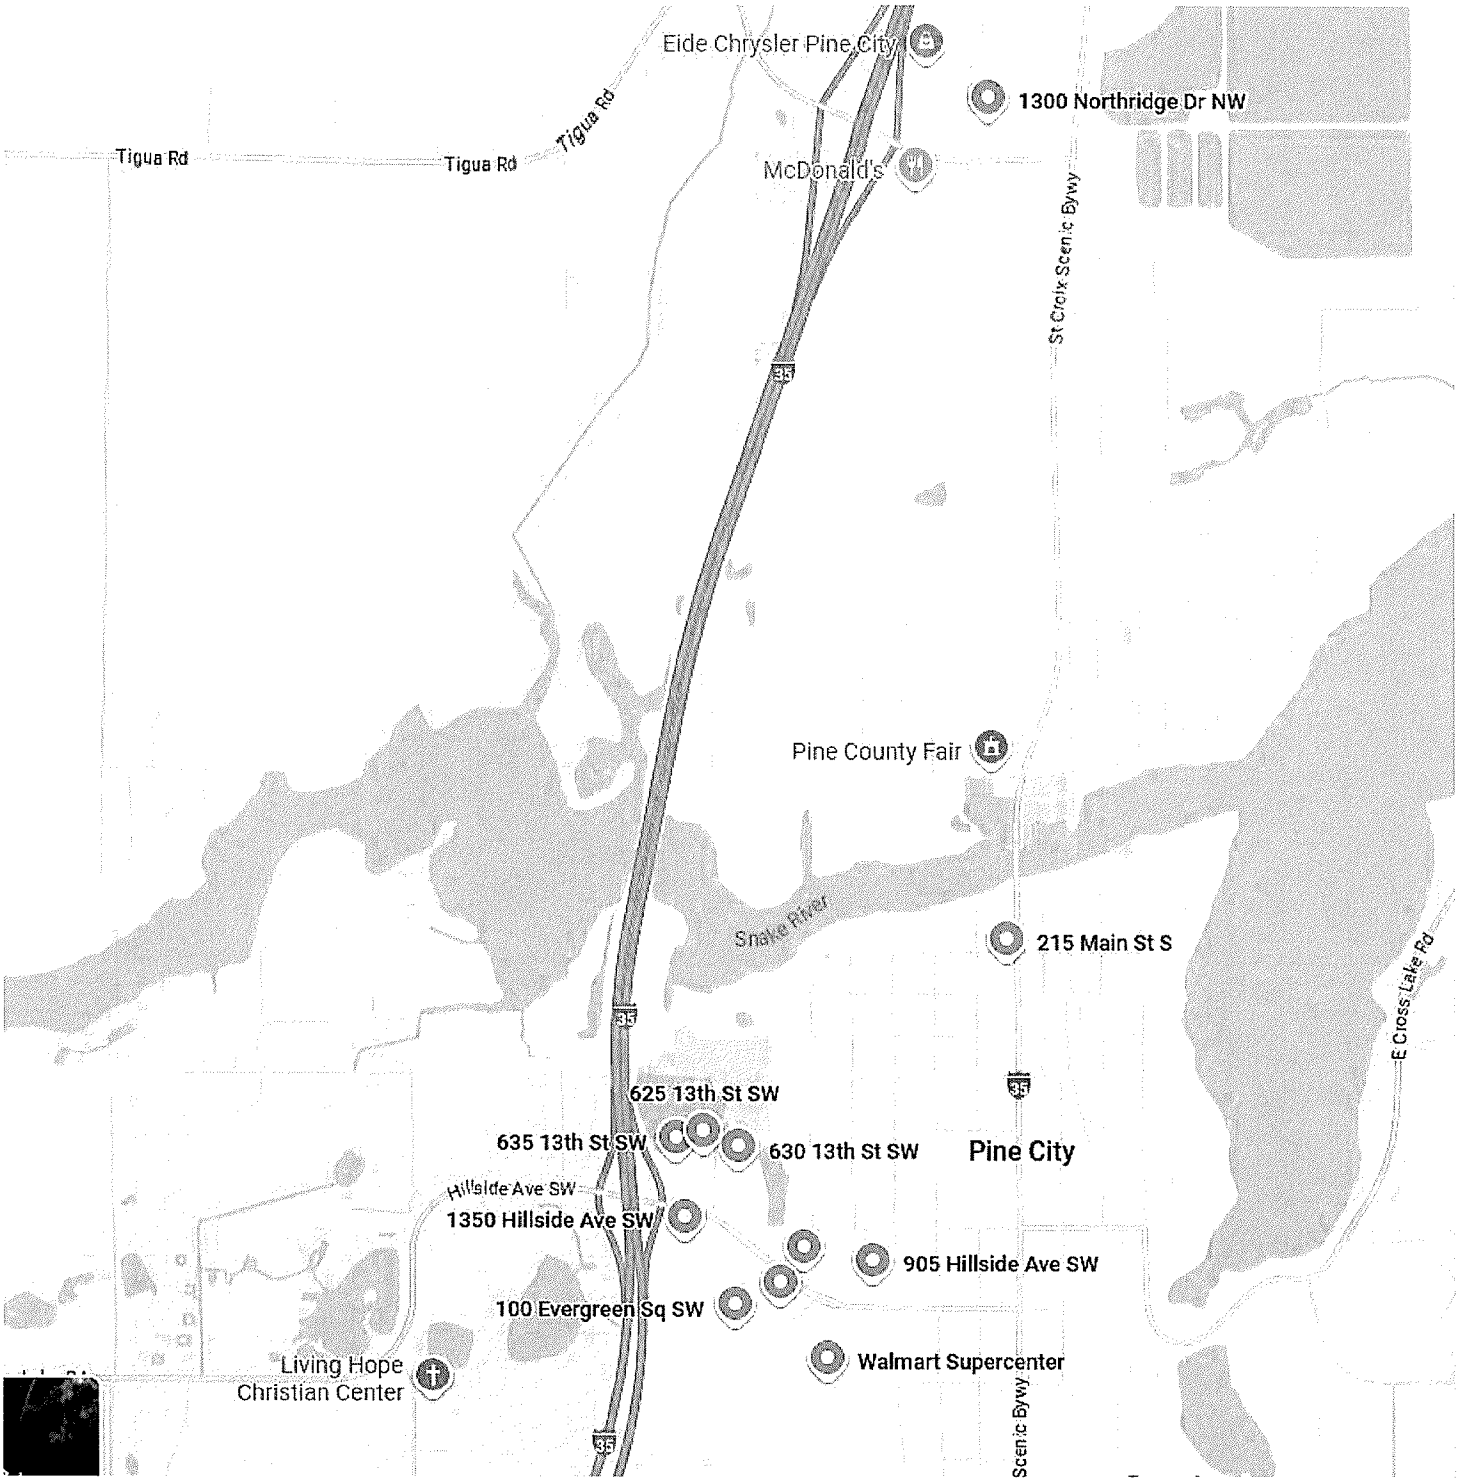 Eide Chrysler Pine City
1300 Northridge Dr NW
Tigua Rd
Tigua Rd
Tigua Rd
McDonald's
St Croix Scenic Bywy
35
Pine County Fair
Snake River
215 Main St S
E Cross Lake Rd
35
35
625 13th St SW
635 13th St SW
630 13th St SW
Pine City
Hillside Ave SW
1350 Hillside Ave SW
905 Hillside Ave SW
100 Evergreen Sq SW
Walmart Supercenter
Living Hope
Christian Center
Scenic Bywy
35